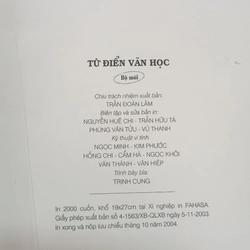 TỪ ĐIỂN VĂN HỌC
Bộ mới
Chịu trách nhiệm xuất bản:
TRẦN ĐOÀN LÂM
Biên tập và sửa bản in:
NGUYỄN HUỆ CHI - TRẦN HỮU TÁ
PHÙNG VĂN TỬU - VŨ THANH
Kỹ thuật vi tính
NGỌC MINH - KIM PHƯỚC
HỒNG CHI - CẨM HÀ - NGỌC KHÔI
VĂN THÀNH - VĂN HIỆP
Trình bày bìa:
TRỊNH CUNG
In 2000 cuốn, khổ 19x27cm tại Xí nghiệp in FAHASA.
Giấy phép xuất bản số 4-1563/XB-QLXB ngày 5-11-2003.
In xong và nộp lưu chiểu tháng 10 năm 2004.